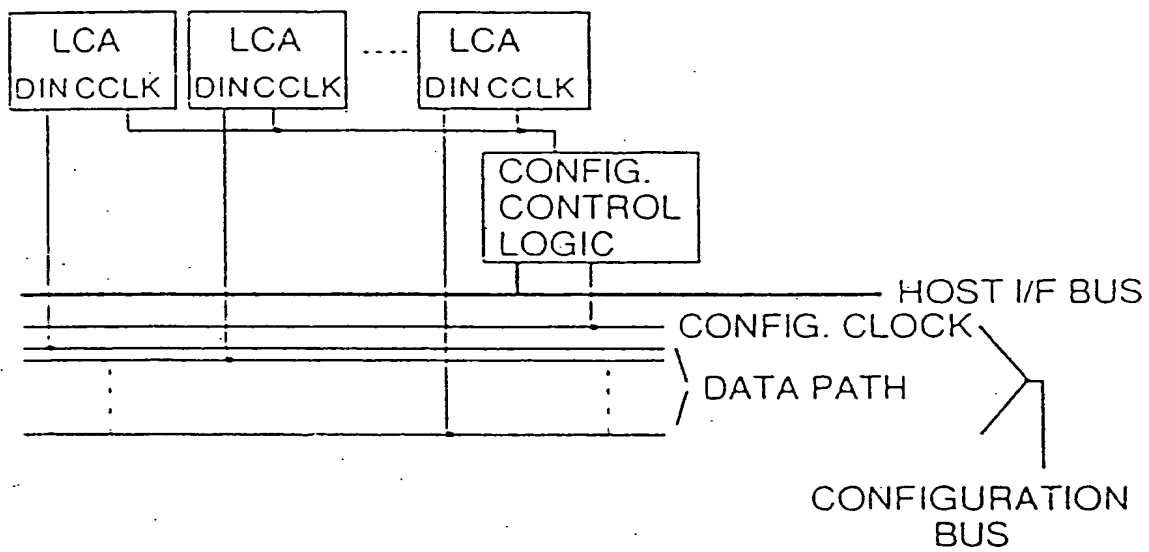 LCA
DIN CCLK
LCA
DIN CCLK
LCA
DIN CCLK
CONFIG.
CONTROL
LOGIC
HOST I/F BUS
CONFIG. CLOCK
DATA PATH
CONFIGURATION
BUS